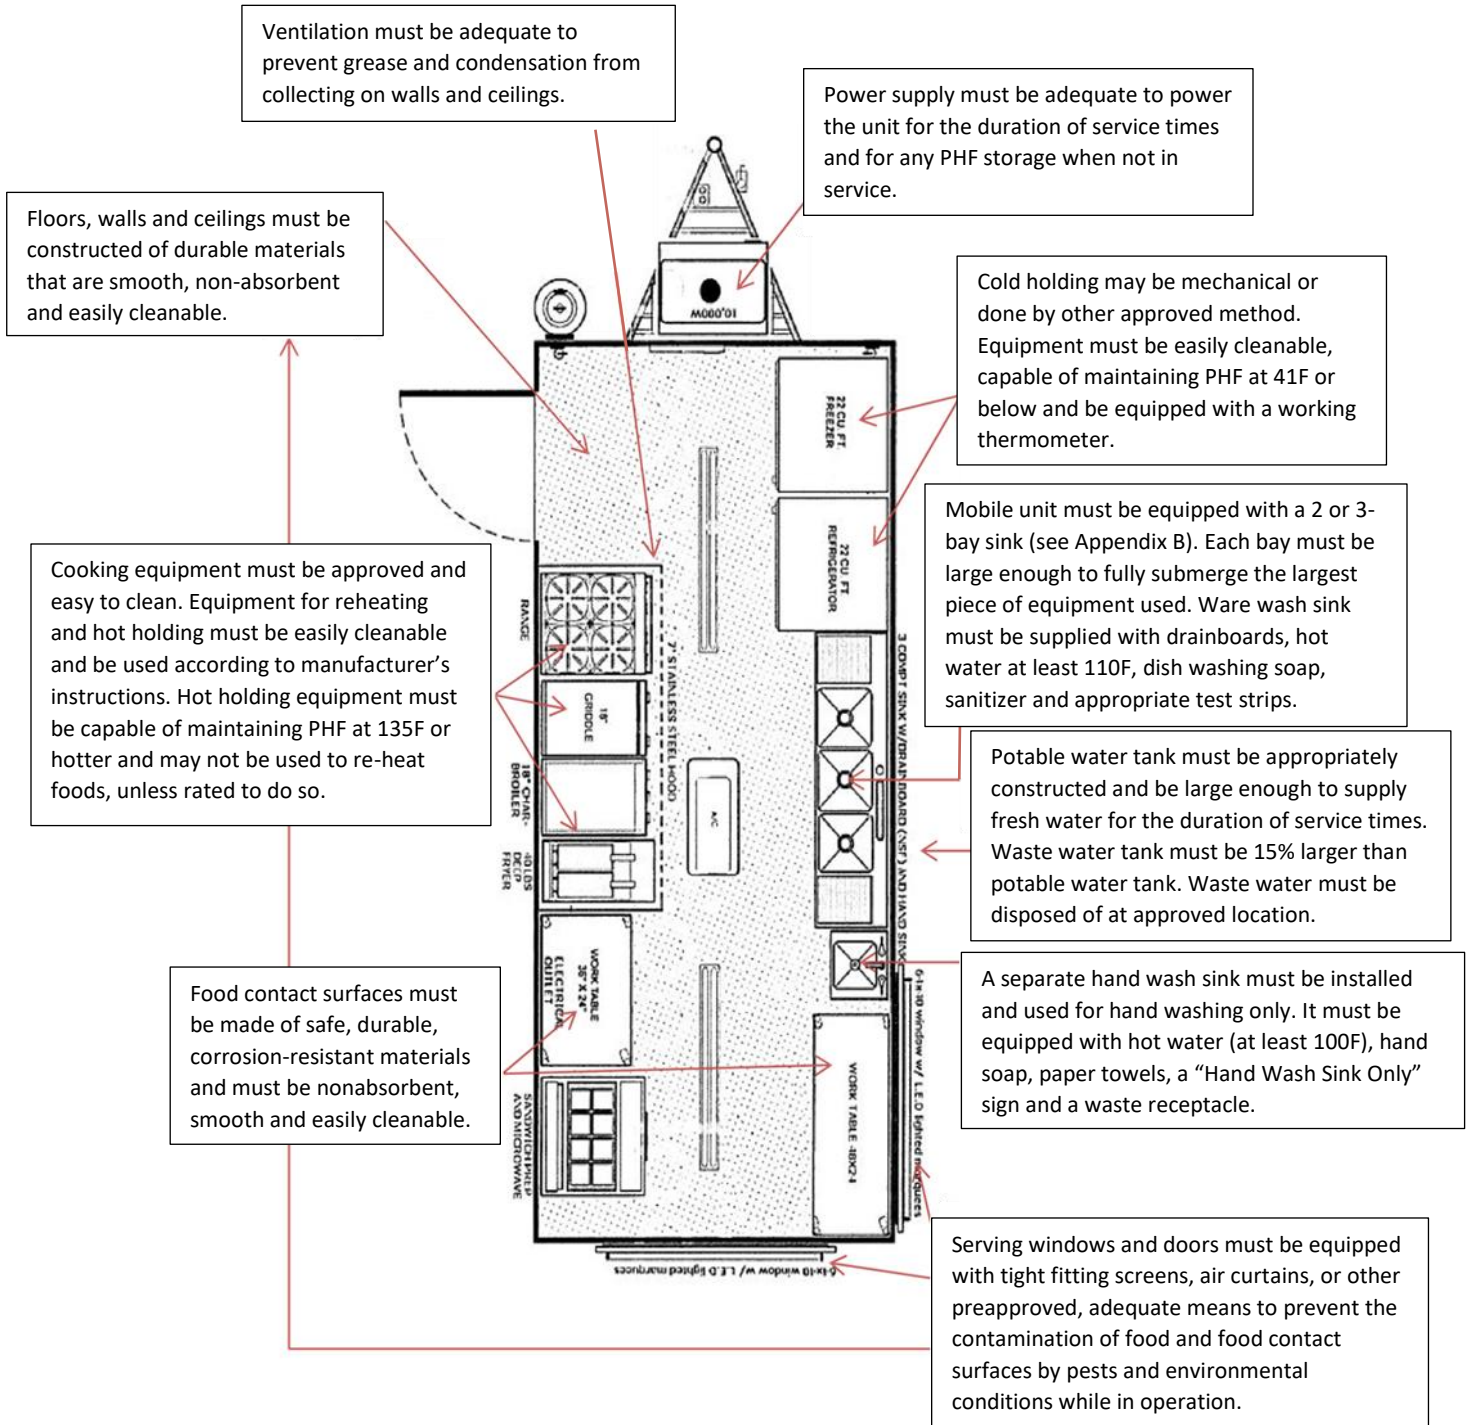 Ventilation must be adequate to
prevent grease and condensation from
collecting on walls and ceilings.
Power supply must be adequate to power
the unit for the duration of service times
and for any PHF storage when not in
service.
Floors, walls and ceilings must be
constructed of durable materials
that are smooth, non-absorbent
and easily cleanable.
Cold holding may be mechanical or
done by other approved method.
Equipment must be easily cleanable,
capable of maintaining PHF at 41F or
below and be equipped with a working
thermometer.
Mobile unit must be equipped with a 2 or 3-
bay sink (see Appendix B). Each bay must be
large enough to fully submerge the largest
piece of equipment used. Ware wash sink
must be supplied with drainboards, hot
water at least 110F, dish washing soap,
sanitizer and appropriate test strips.
Cooking equipment must be approved and
easy to clean. Equipment for reheating
and hot holding must be easily cleanable
and be used according to manufacturer’s
instructions. Hot holding equipment must
be capable of maintaining PHF at 135F or
hotter and may not be used to re-heat
foods, unless rated to do so.
Potable water tank must be appropriately
constructed and be large enough to supply
fresh water for the duration of service times.
Waste water tank must be 15% larger than
potable water tank. Waste water must be
disposed of at approved location.
A separate hand wash sink must be installed
and used for hand washing only. It must be
equipped with hot water (at least 100F), hand
soap, paper towels, a “Hand Wash Sink Only”
sign and a waste receptacle.
Food contact surfaces must
be made of safe, durable,
corrosion-resistant materials
and must be nonabsorbent,
smooth and easily cleanable.
Serving windows and doors must be equipped
with tight fitting screens, air curtains, or other
preapproved, adequate means to prevent the
contamination of food and food contact
surfaces by pests and environmental
conditions while in operation.
10,000W
22 CU FT.
FREEZER
22 CU FT
REFRIGERATOR
RANGE
18"
GRIDDLE
18" CHAR-
BROILER
40 LBS
DEEP
FRYER
7' STAINLESS STEEL HOOD
A/C
3 COMPT SINK W/DRAINBOARD (NSF) AND HAND SINK
WORK TABLE
36" X 24"
ELECTRICAL
OUTLET
SANDWICH PREP
AND MICROWAVE
WORK TABLE 48X24
window w/ L.E.D lighted marquees
window w/ L.E.D lighted marquees